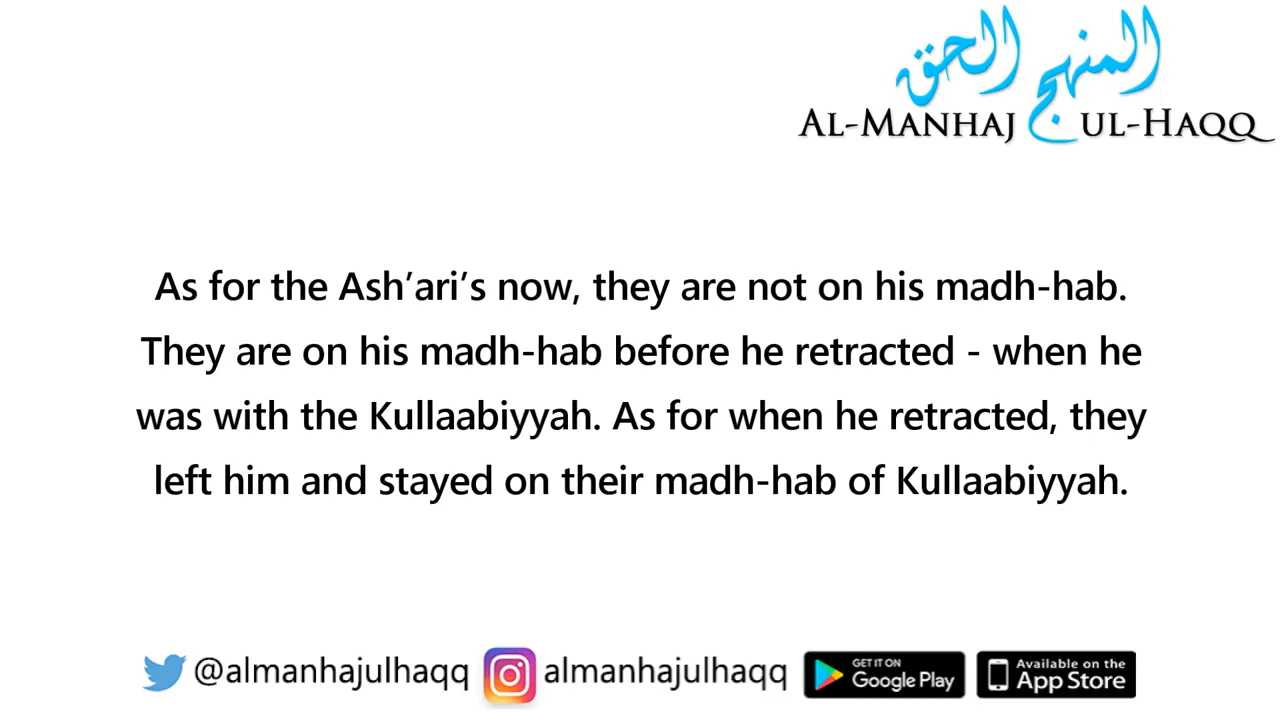 المنهج الحق
AL-MANHAJ UL-HAQQ
As for the Ash’ari’s now, they are not on his madh-hab.
They are on his madh-hab before he retracted - when he
was with the Kullaabiyyah. As for when he retracted, they
left him and stayed on their madh-hab of Kullaabiyyah.
@almanhajulhaqq almanhajulhaqq GET IT ON Google Play Available on the App Store